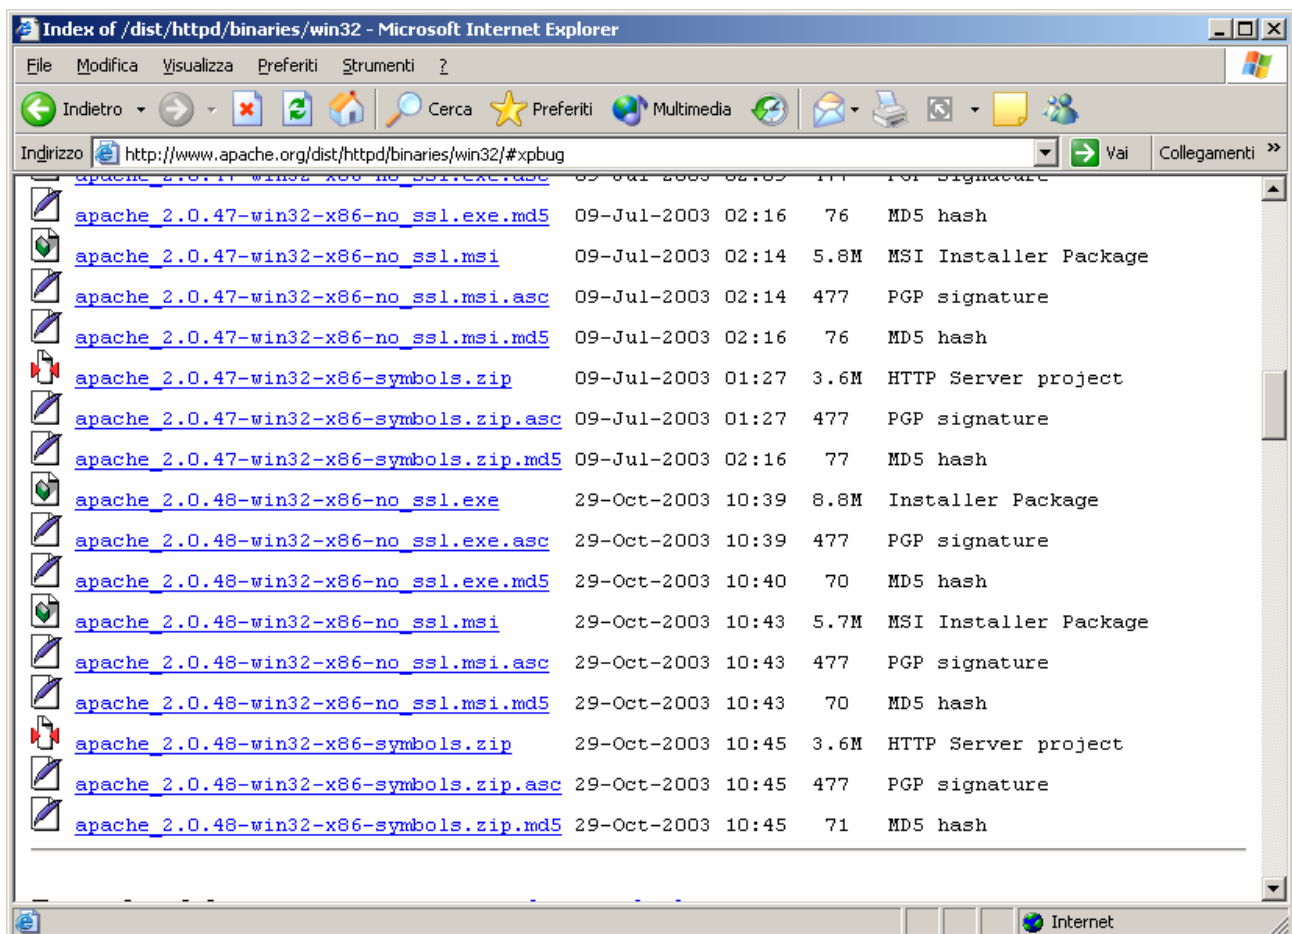 Index of /dist/httpd/binaries/win32 - Microsoft Internet Explorer
File Modifica Visualizza Preferiti Strumenti ?
Indietro Cerca Preferiti Multimedia
Indirizzo http://www.apache.org/dist/httpd/binaries/win32/#xpbug Vai Collegamenti »
apache_2.0.47-win32-x86-no_ssl.exe.asc 09-Jul-2003 477 PGP signature
apache_2.0.47-win32-x86-no_ssl.exe.md5 09-Jul-2003 02:16 76 MD5 hash
apache_2.0.47-win32-x86-no_ssl.msi 09-Jul-2003 02:14 5.8M MSI Installer Package
apache_2.0.47-win32-x86-no_ssl.msi.asc 09-Jul-2003 02:14 477 PGP signature
apache_2.0.47-win32-x86-no_ssl.msi.md5 09-Jul-2003 02:16 76 MD5 hash
apache_2.0.47-win32-x86-symbols.zip 09-Jul-2003 01:27 3.6M HTTP Server project
apache_2.0.47-win32-x86-symbols.zip.asc 09-Jul-2003 01:27 477 PGP signature
apache_2.0.47-win32-x86-symbols.zip.md5 09-Jul-2003 02:16 77 MD5 hash
apache_2.0.48-win32-x86-no_ssl.exe 29-Oct-2003 10:39 8.8M Installer Package
apache_2.0.48-win32-x86-no_ssl.exe.asc 29-Oct-2003 10:39 477 PGP signature
apache_2.0.48-win32-x86-no_ssl.exe.md5 29-Oct-2003 10:40 70 MD5 hash
apache_2.0.48-win32-x86-no_ssl.msi 29-Oct-2003 10:43 5.7M MSI Installer Package
apache_2.0.48-win32-x86-no_ssl.msi.asc 29-Oct-2003 10:43 477 PGP signature
apache_2.0.48-win32-x86-no_ssl.msi.md5 29-Oct-2003 10:43 70 MD5 hash
apache_2.0.48-win32-x86-symbols.zip 29-Oct-2003 10:45 3.6M HTTP Server project
apache_2.0.48-win32-x86-symbols.zip.asc 29-Oct-2003 10:45 477 PGP signature
apache_2.0.48-win32-x86-symbols.zip.md5 29-Oct-2003 10:45 71 MD5 hash
Internet